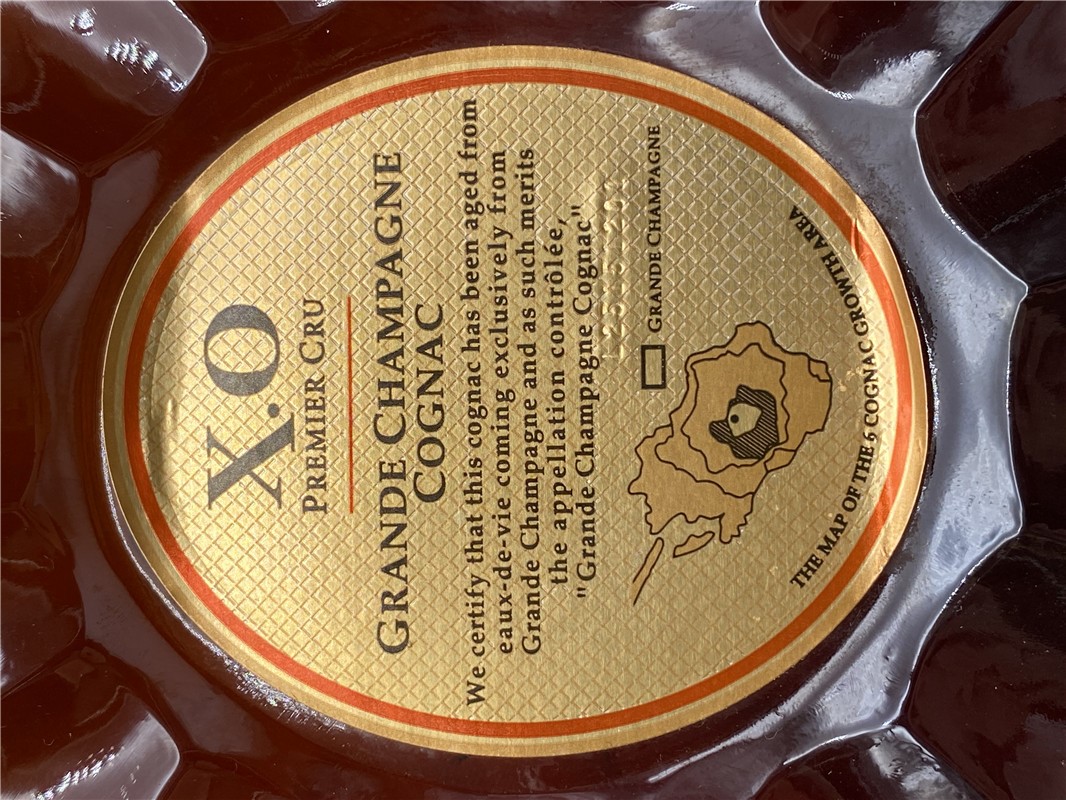 X.O
PREMIER CRU
GRANDE CHAMPAGNE
COGNAC
We certify that this cognac has been aged from
eaux-de-vie coming exclusively from
Grande Champagne and as such merits
the appellation contrôlée,
"Grande Champagne Cognac"
GRANDE CHAMPAGNE
THE MAP OF THE 6 COGNAC GROWTH AREA